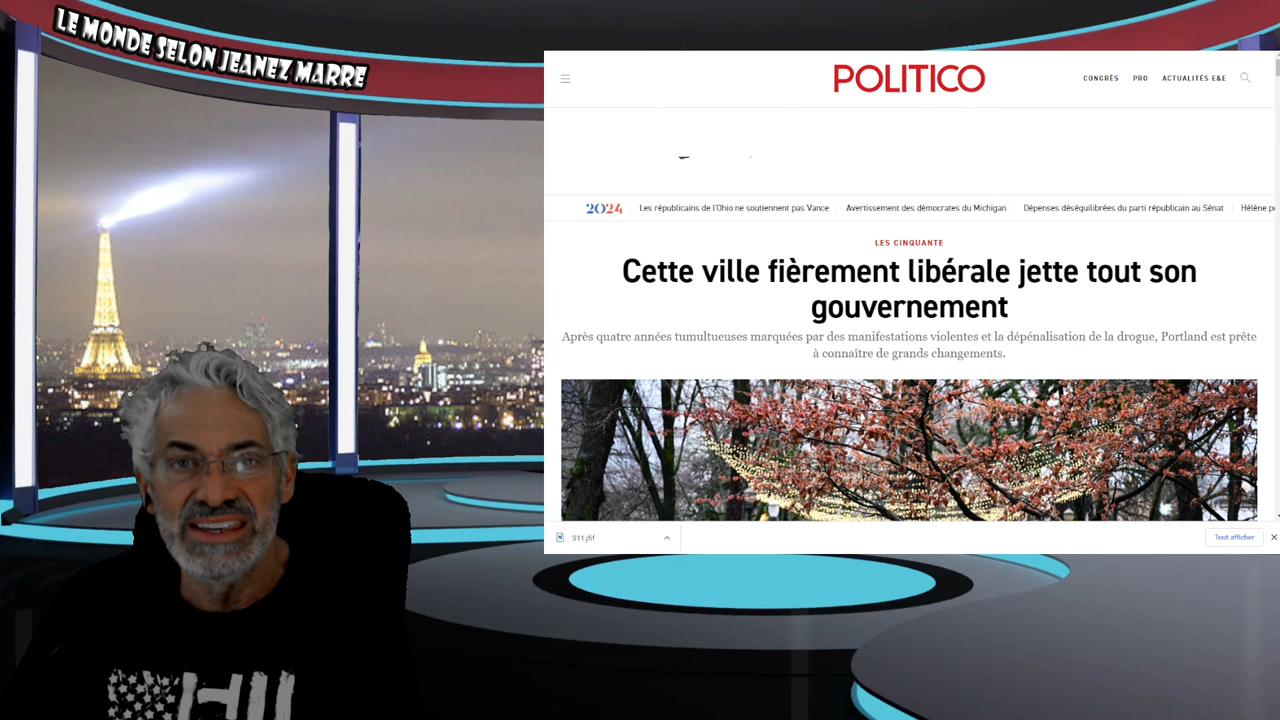 LE MONDE SELON JEANEZ MARRE
POLITICO
CONGRÈS PRO ACTUALITÉS E&E
2024 Les républicains de l'Ohio ne soutiennent pas Vance Avertissement des démocrates du Michigan Dépenses déséquilibrées du parti républicain au Sénat Hélène
LES CINQUANTE
Cette ville fièrement libérale jette tout son
gouvernement
Après quatre années tumultueuses marquées par des manifestations violentes et la dépénalisation de la drogue, Portland est prête
à connaître de grands changements.
911.jfif
Tout afficher